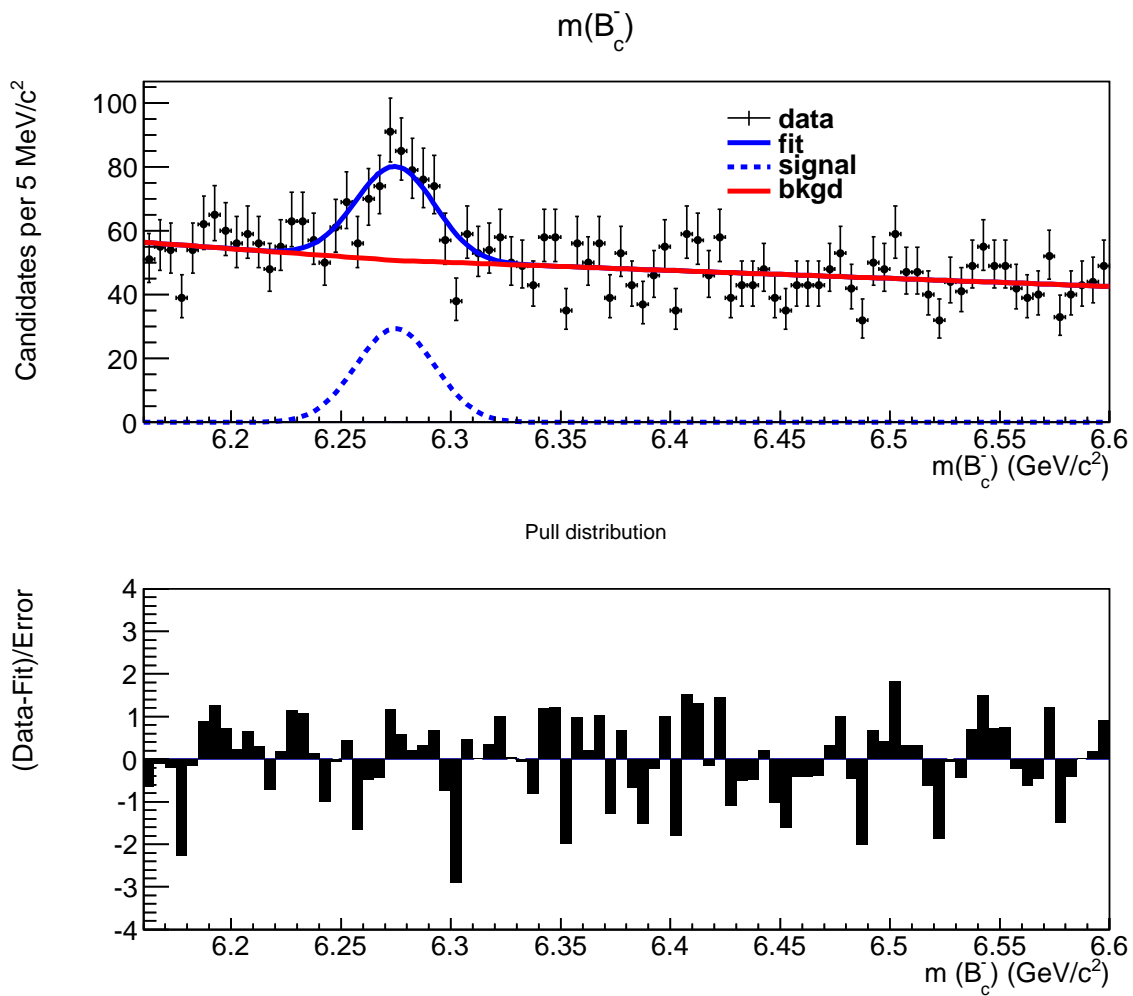 m(B⁻c)
Candidates per 5 MeV/c²
100
80
60
40
20
0
data
fit
signal
bkgd
6.2 6.25 6.3 6.35 6.4 6.45 6.5 6.55 6.6
m(B⁻c) (GeV/c²)
Pull distribution
(Data-Fit)/Error
4
3
2
1
0
-1
-2
-3
-4
6.2 6.25 6.3 6.35 6.4 6.45 6.5 6.55 6.6
m (B⁻c) (GeV/c²)